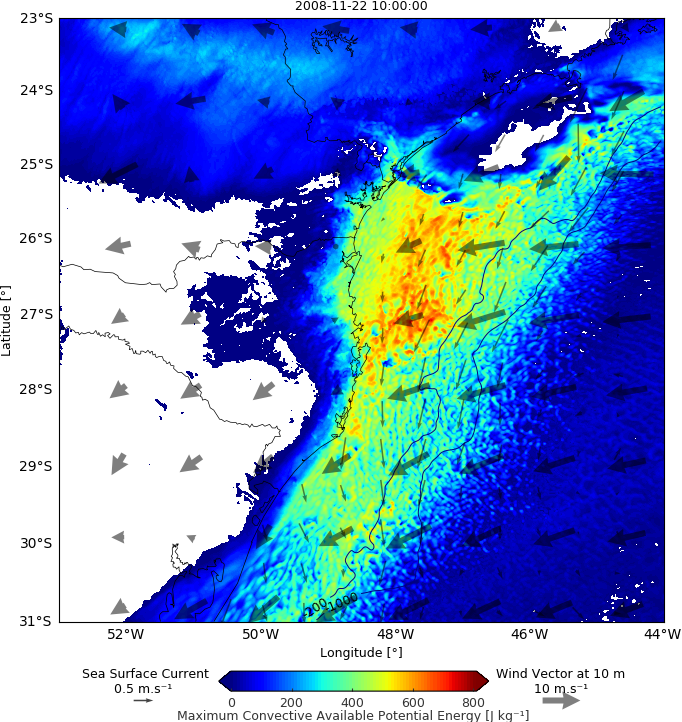 2008-11-22 10:00:00
23°S
24°S
25°S
26°S
27°S
28°S
29°S
30°S
31°S
Latitude [°]
200
1000
52°W 50°W 48°W 46°W 44°W
Longitude [°]
Sea Surface Current
0.5 m.s⁻¹
Wind Vector at 10 m
10 m.s⁻¹
0 200 400 600 800
Maximum Convective Available Potential Energy [J kg⁻¹]